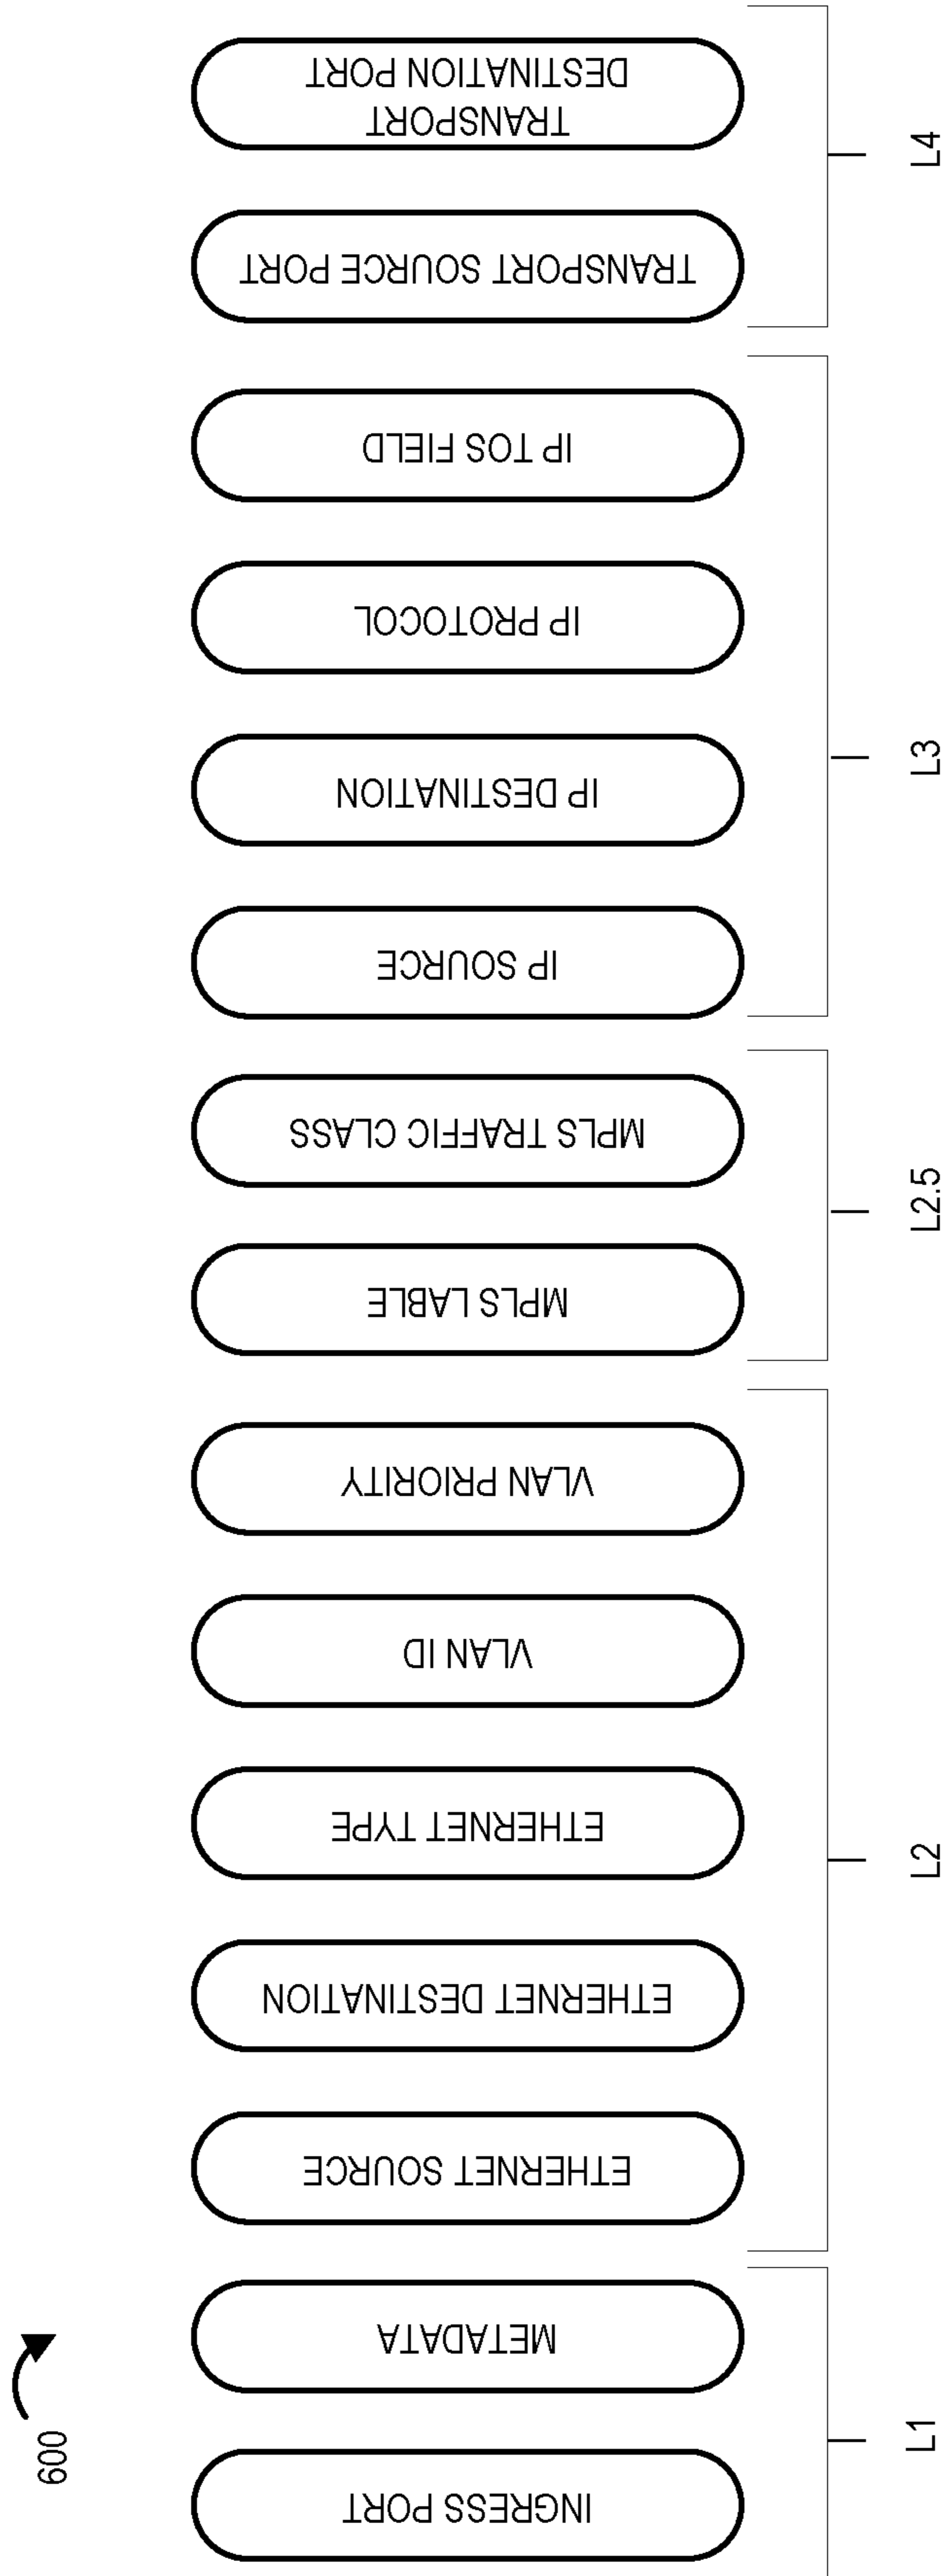 600
INGRESS PORT
METADATA
L1
ETHERNET SOURCE
ETHERNET DESTINATION
ETHERNET TYPE
VLAN ID
VLAN PRIORITY
L2
MPLS LABLE
MPLS TRAFFIC CLASS
L2.5
IP SOURCE
IP DESTINATION
IP PROTOCOL
IP TOS FIELD
L3
TRANSPORT SOURCE PORT
TRANSPORT
DESTINATION PORT
L4